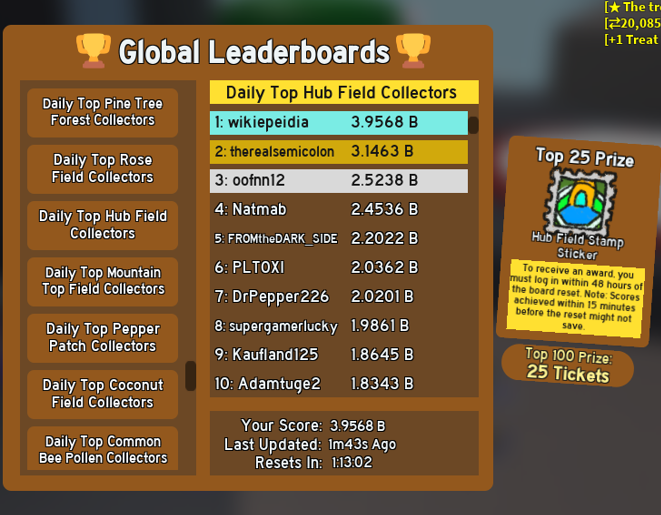 [★ The tr
[⇄20,085
[+1 Treat
Global Leaderboards
Daily Top Pine Tree
Forest Collectors
Daily Top Rose
Field Collectors
Daily Top Hub Field
Collectors
Daily Top Mountain
Top Field Collectors
Daily Top Pepper
Patch Collectors
Daily Top Coconut
Field Collectors
Daily Top Common
Bee Pollen Collectors
Daily Top Hub Field Collectors
1: wikiepeidia 3.9568 B
2: therealsemicolon 3.1463 B
3: oofnn12 2.5238 B
4: Natmab 2.4536 B
5: FROMtheDARK_SIDE 2.2022 B
6: PLTOXI 2.0362 B
7: DrPepper226 2.0201 B
8: supergamerlucky 1.9861 B
9: Kaufland125 1.8645 B
10: Adamtuge2 1.8343 B
Your Score: 3.9568 B
Last Updated: 1m43s Ago
Resets In: 1:13:02
Top 25 Prize
Hub Field Stamp
Sticker
To receive an award, you
must log in within 48 hours of
the board reset. Note: Scores
achieved within 15 minutes
before the reset might not
save.
Top 100 Prize:
25 Tickets